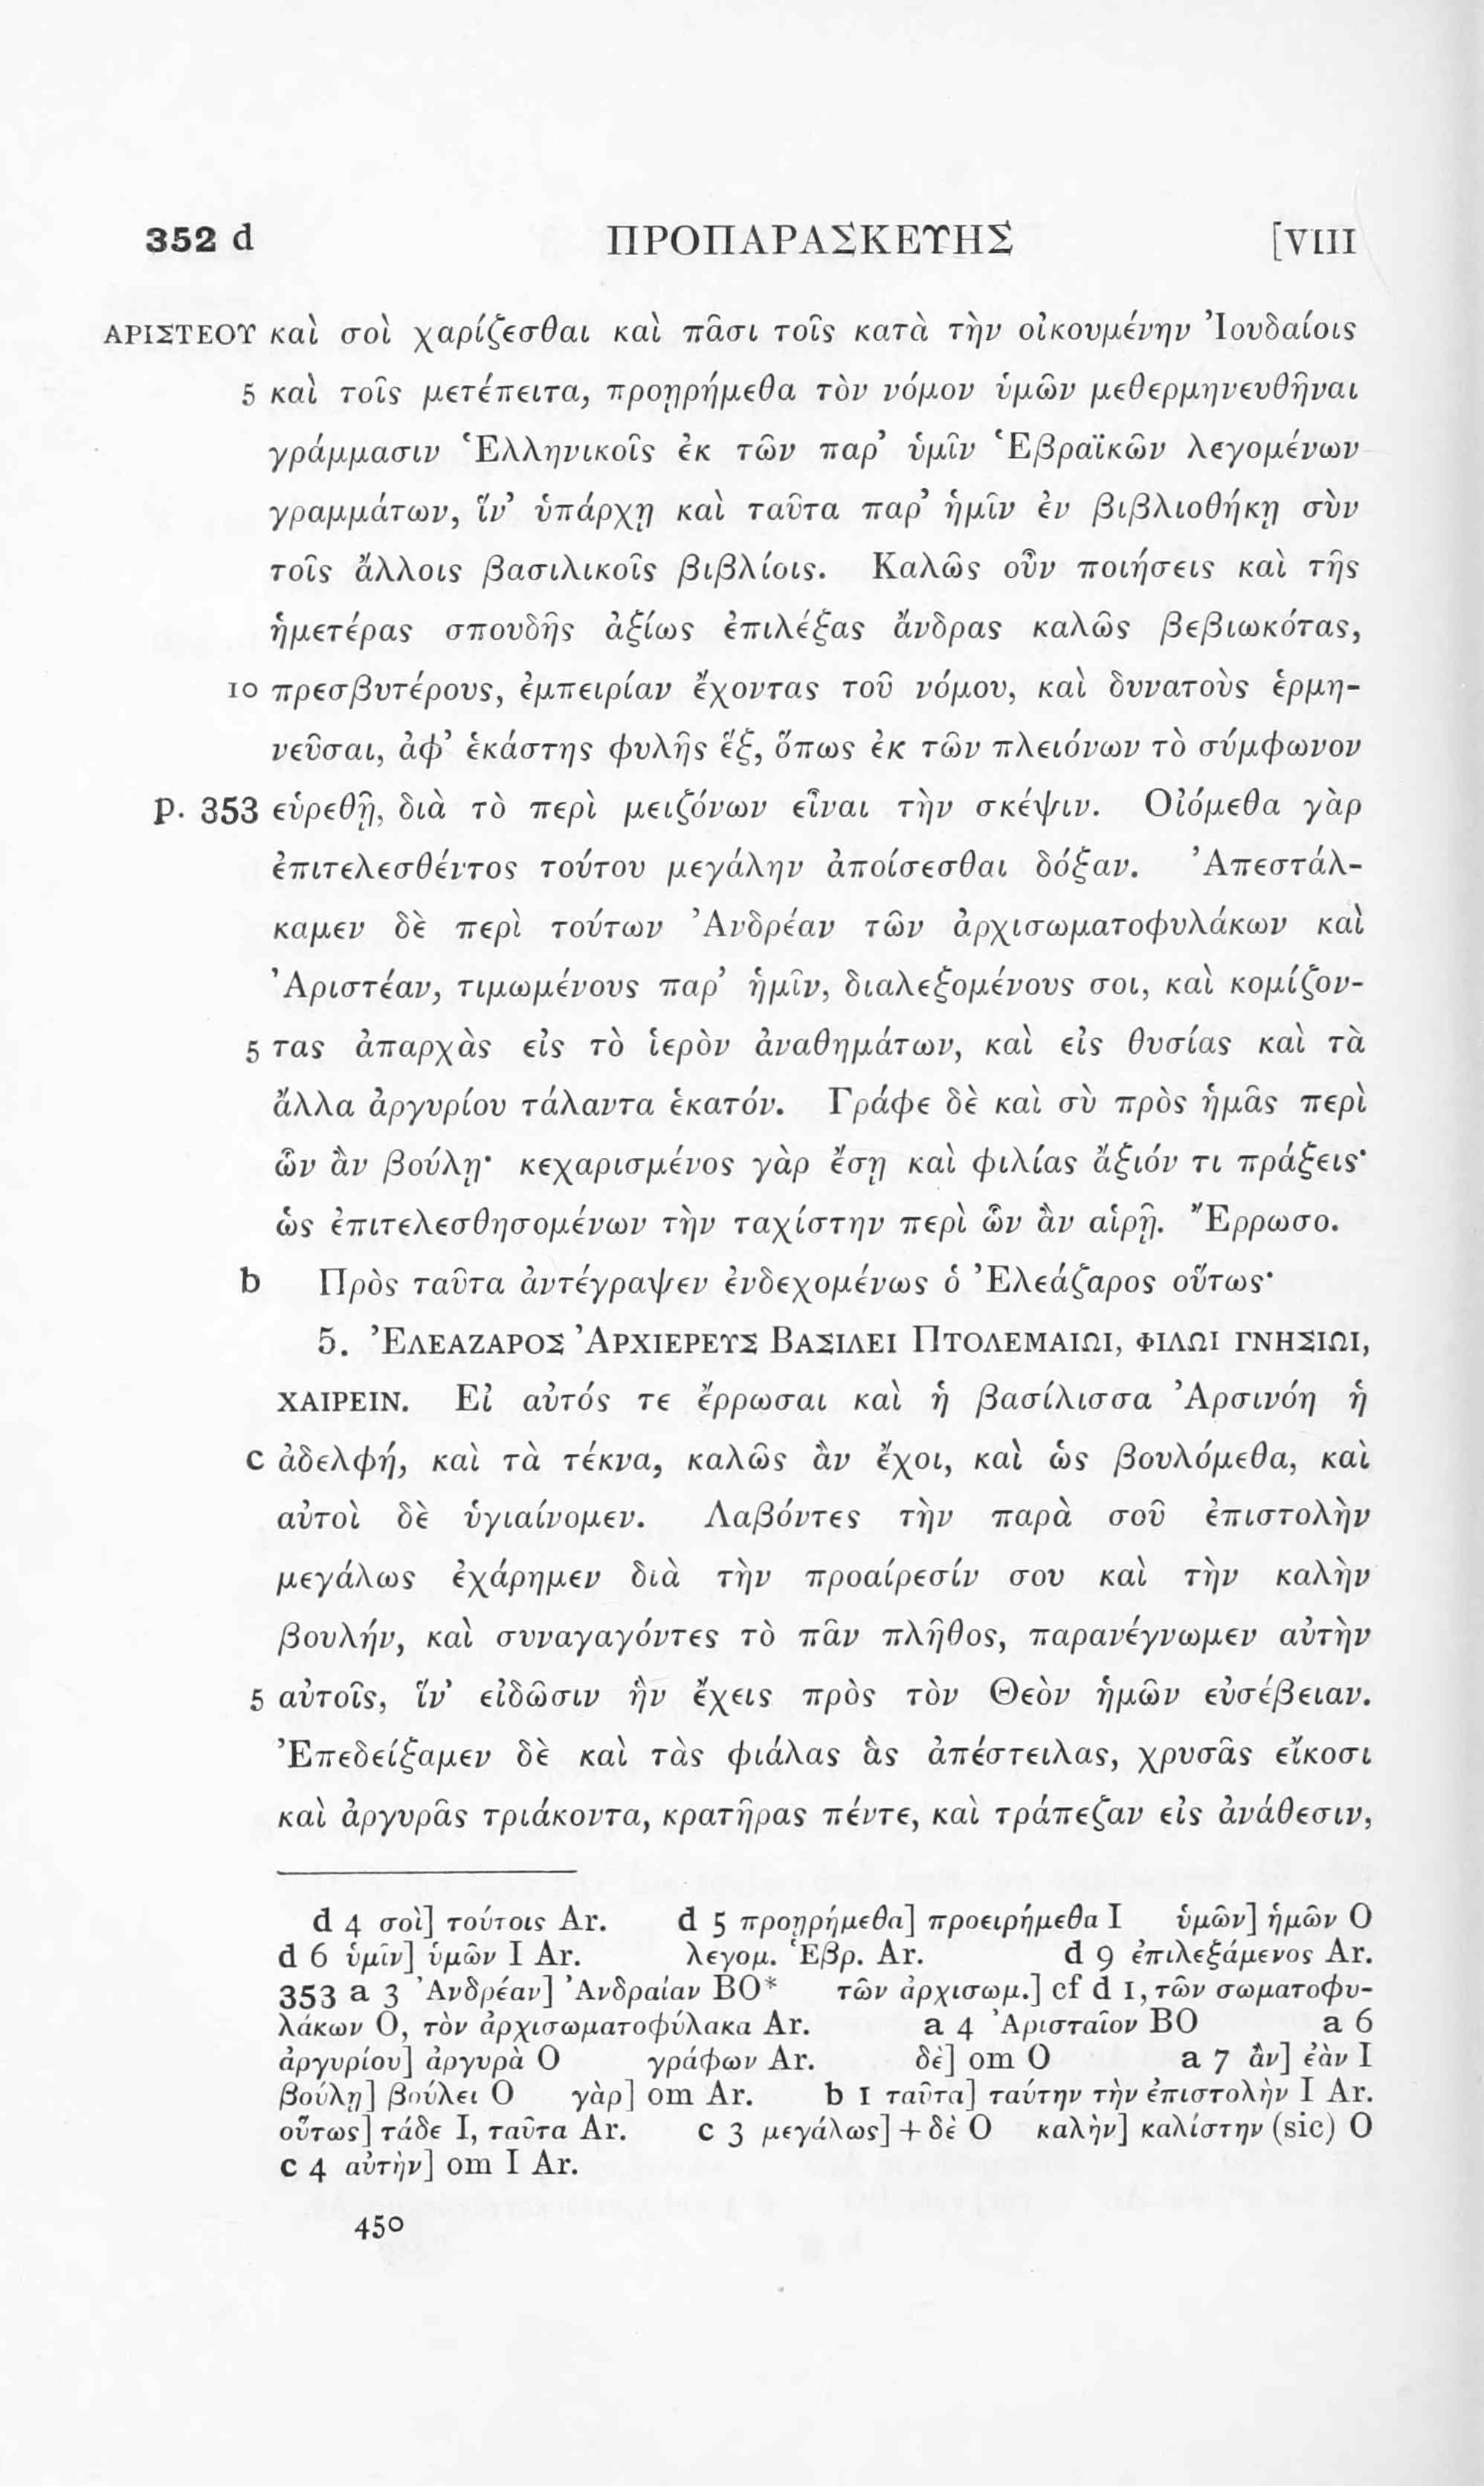 352 d ΠΡΟΠΑΡΑΣΚΕΥΗΣ [VIII
ΑΡΙΣΤΕΟΥ καὶ σοὶ χαρίζεσθαι καὶ πᾶσι τοῖς κατὰ τὴν οἰκουμένην Ἰουδαίοις
5 καὶ τοῖς μετέπειτα, προῃρήμεθα τὸν νόμον ὑμῶν μεθερμηνευθῆναι
γράμμασιν Ἑλληνικοῖς ἐκ τῶν παρ’ ὑμῖν Ἑβραϊκῶν λεγομένων
γραμμάτων, ἵν’ ὑπάρχῃ καὶ ταῦτα παρ’ ἡμῖν ἐν βιβλιοθήκῃ σὺν
τοῖς ἄλλοις βασιλικοῖς βιβλίοις. Καλῶς οὖν ποιήσεις καὶ τῆς
ἡμετέρας σπουδῆς ἀξίως ἐπιλέξας ἄνδρας καλῶς βεβιωκότας,
10 πρεσβυτέρους, ἐμπειρίαν ἔχοντας τοῦ νόμου, καὶ δυνατοὺς ἑρμη-
νεῦσαι, ἀφ’ ἑκάστης φυλῆς ἕξ, ὅπως ἐκ τῶν πλειόνων τὸ σύμφωνον
p. 353 εὑρεθῇ, διὰ τὸ περὶ μειζόνων εἶναι τὴν σκέψιν. Οἰόμεθα γὰρ
ἐπιτελεσθέντος τούτου μεγάλην ἀποίσεσθαι δόξαν. Ἀπεστάλ-
καμεν δὲ περὶ τούτων Ἀνδρέαν τῶν ἀρχισωματοφυλάκων καὶ
Ἀριστέαν, τιμωμένους παρ’ ἡμῖν, διαλεξομένους σοι, καὶ κομίζον-
5 τας ἀπαρχὰς εἰς τὸ ἱερὸν ἀναθημάτων, καὶ εἰς θυσίας καὶ τὰ
ἄλλα ἀργυρίου τάλαντα ἑκατόν. Γράφε δὲ καὶ σὺ πρὸς ἡμᾶς περὶ
ὧν ἂν βούλῃ· κεχαρισμένος γὰρ ἔσῃ καὶ φιλίας ἄξιόν τι πράξεις·
ὡς ἐπιτελεσθησομένων τὴν ταχίστην περὶ ὧν ἂν αἱρῇ. Ἔρρωσο.
b Πρὸς ταῦτα ἀντέγραψεν ἐνδεχομένως ὁ Ἐλεάζαρος οὕτως·
5. ἘΛΕΑΖΑΡΟΣ ἈΡΧΙΕΡΕΥΣ ΒΑΣΙΛΕΙ ΠΤΟΛΕΜΑΙΩΙ, ΦΙΛΩΙ ΓΝΗΣΙΩΙ,
ΧΑΙΡΕΙΝ. Εἰ αὐτός τε ἔρρωσαι καὶ ἡ βασίλισσα Ἀρσινόη ἡ
c ἀδελφή, καὶ τὰ τέκνα, καλῶς ἂν ἔχοι, καὶ ὡς βουλόμεθα, καὶ
αὐτοὶ δὲ ὑγιαίνομεν. Λαβόντες τὴν παρὰ σοῦ ἐπιστολὴν
μεγάλως ἐχάρημεν διὰ τὴν προαίρεσίν σου καὶ τὴν καλὴν
βουλήν, καὶ συναγαγόντες τὸ πᾶν πλῆθος, παρανέγνωμεν αὐτὴν
5 αὐτοῖς, ἵν’ εἰδῶσιν ἣν ἔχεις πρὸς τὸν Θεὸν ἡμῶν εὐσέβειαν.
Ἐπεδείξαμεν δὲ καὶ τὰς φιάλας ἃς ἀπέστειλας, χρυσᾶς εἴκοσι
καὶ ἀργυρᾶς τριάκοντα, κρατῆρας πέντε, καὶ τράπεζαν εἰς ἀνάθεσιν,
d 4 σοὶ] τούτοις Ar. d 5 προῃρήμεθα] προειρήμεθα I ὑμῶν] ἡμῶν O
d 6 ὑμῖν] ὑμῶν I Ar. λεγομ. Ἑβρ. Ar. d 9 ἐπιλεξάμενος Ar.
353 a 3 Ἀνδρέαν] Ἀνδραίαν BO* τῶν ἀρχισωμ.] cf d 1, τῶν σωματοφυ-
λάκων O, τὸν ἀρχισωματοφύλακα Ar. a 4 Ἀρισταῖον BO a 6
ἀργυρίου] ἀργυρὰ O γράφων Ar. δὲ] om O a 7 ἂν] ἐὰν I
βούλῃ] βούλει O γὰρ] om Ar. b 1 ταῦτα] ταύτην τὴν ἐπιστολὴν I Ar.
οὕτως] τάδε I, ταῦτα Ar. c 3 μεγάλως] + δὲ O καλὴν] καλίστην (sic) O
c 4 αὐτὴν] om I Ar.
450